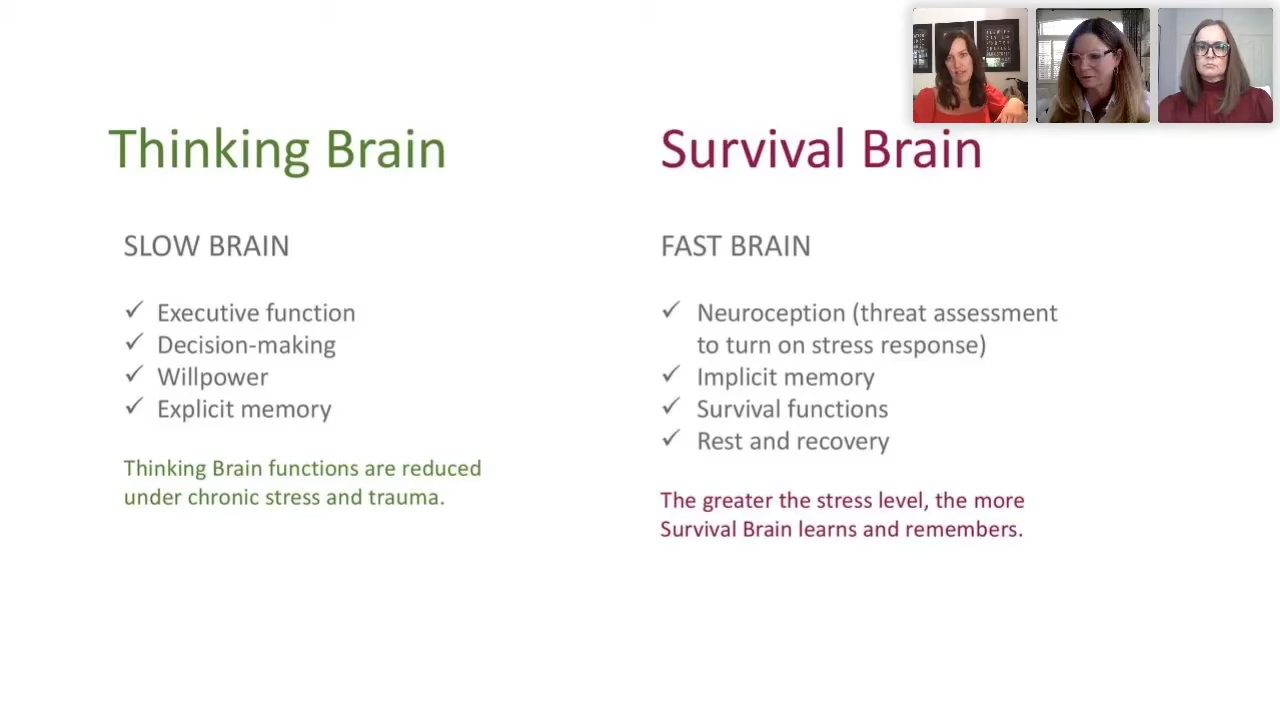 Thinking Brain
SLOW BRAIN
✓ Executive function
✓ Decision-making
✓ Willpower
✓ Explicit memory
Thinking Brain functions are reduced
under chronic stress and trauma.
Survival Brain
FAST BRAIN
✓ Neuroception (threat assessment
to turn on stress response)
✓ Implicit memory
✓ Survival functions
✓ Rest and recovery
The greater the stress level, the more
Survival Brain learns and remembers.